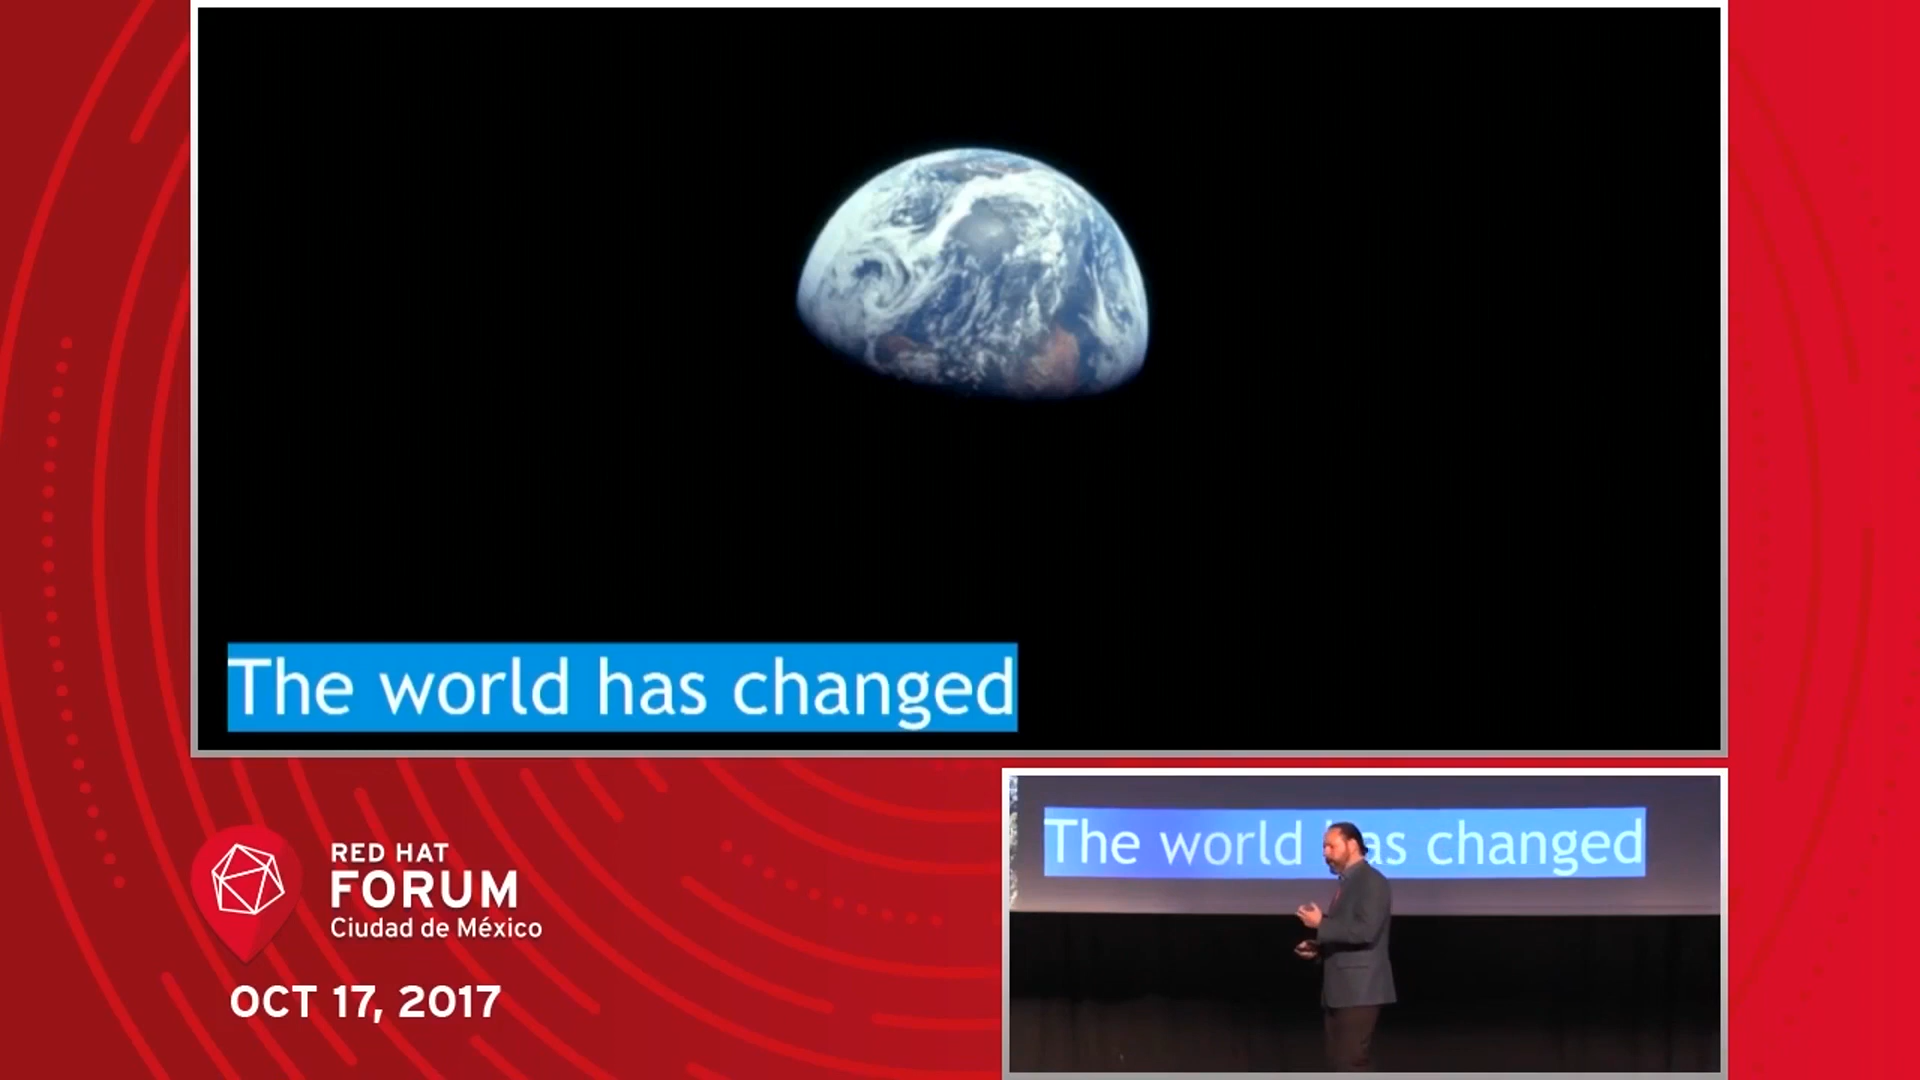 The world has changed
RED HAT
FORUM
Ciudad de México
OCT 17, 2017
The world has changed